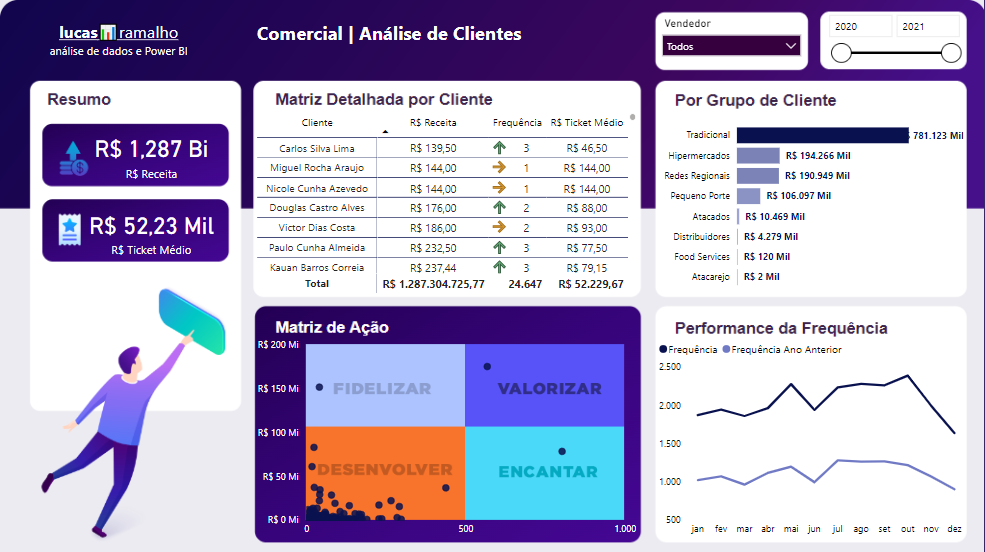 lucas ramalho
análise de dados e Power BI
Comercial | Análise de Clientes
Vendedor
Todos
2020 2021
Resumo
R$ 1,287 Bi
R$ Receita
R$ 52,23 Mil
R$ Ticket Médio
Matriz Detalhada por Cliente
Cliente R$ Receita Frequência R$ Ticket Médio
Carlos Silva Lima R$ 139,50 3 R$ 46,50
Miguel Rocha Araujo R$ 144,00 1 R$ 144,00
Nicole Cunha Azevedo R$ 144,00 1 R$ 144,00
Douglas Castro Alves R$ 176,00 2 R$ 88,00
Victor Dias Costa R$ 186,00 2 R$ 93,00
Paulo Cunha Almeida R$ 232,50 3 R$ 77,50
Kauan Barros Correia R$ 237,44 3 R$ 79,15
Total R$ 1.287.304.725,77 24.647 R$ 52.229,67
Por Grupo de Cliente
Tradicional 781.123 Mil
Hipermercados R$ 194.266 Mil
Redes Regionais R$ 190.949 Mil
Pequeno Porte R$ 106.097 Mil
Atacados R$ 10.469 Mil
Distribuidores R$ 4.279 Mil
Food Services R$ 120 Mil
Atacarejo R$ 2 Mil
Matriz de Ação
R$ 200 Mi
R$ 150 Mi
R$ 100 Mi
R$ 50 Mi
R$ 0 Mi
FIDELIZAR VALORIZAR
DESENVOLVER ENCANTAR
0 500 1.000
Performance da Frequência
Frequência Frequência Ano Anterior
2.500
2.000
1.500
1.000
500
jan fev mar abr mai jun jul ago set out nov dez